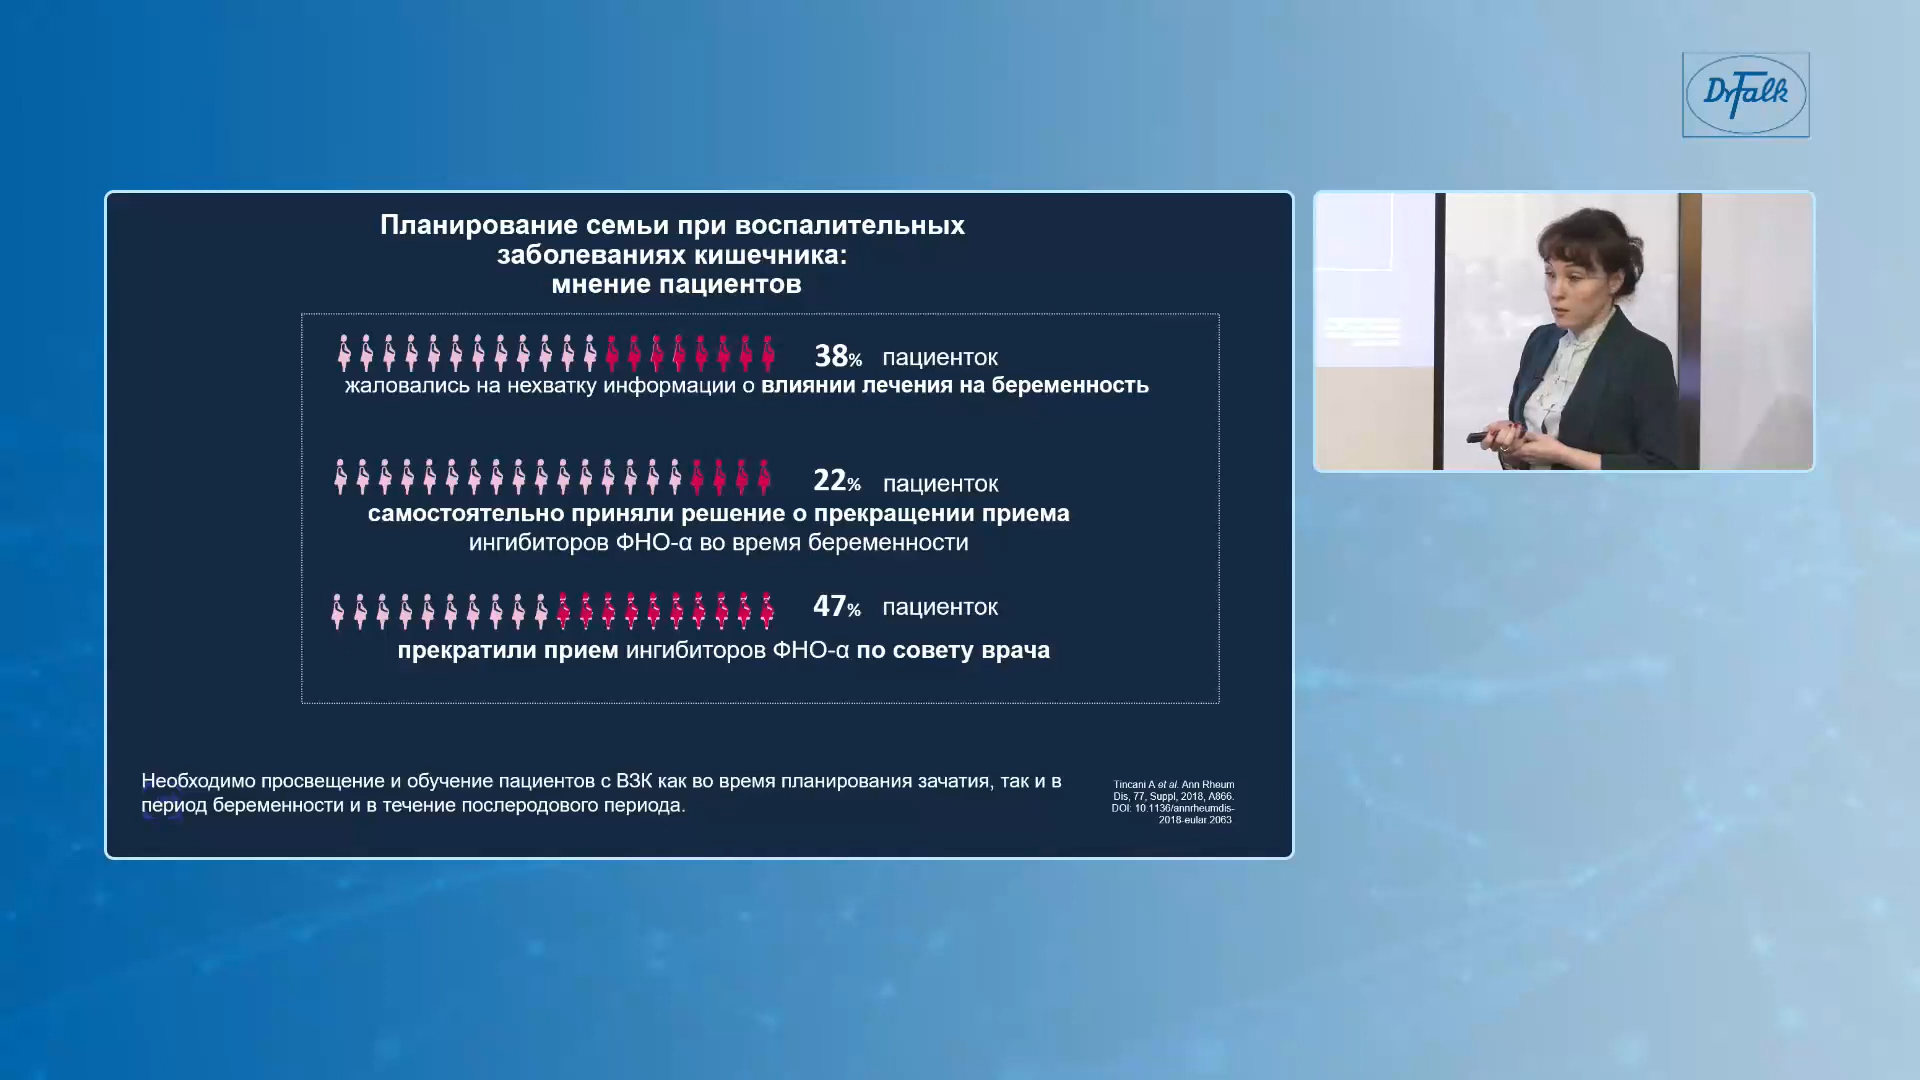 Dr Falk
Планирование семьи при воспалительных
заболеваниях кишечника:
мнение пациентов
38% пациенток
жаловались на нехватку информации о влиянии лечения на беременность
22% пациенток
самостоятельно приняли решение о прекращении приема
ингибиторов ФНО-α во время беременности
47% пациенток
прекратили прием ингибиторов ФНО-α по совету врача
Необходимо просвещение и обучение пациентов с ВЗК как во время планирования зачатия, так и в
период беременности и в течение послеродового периода.
Tincani A et al. Ann Rheum
Dis, 77, Suppl, 2018, A866.
DOI: 10.1136/annrheumdis-
2018-eular.2063.